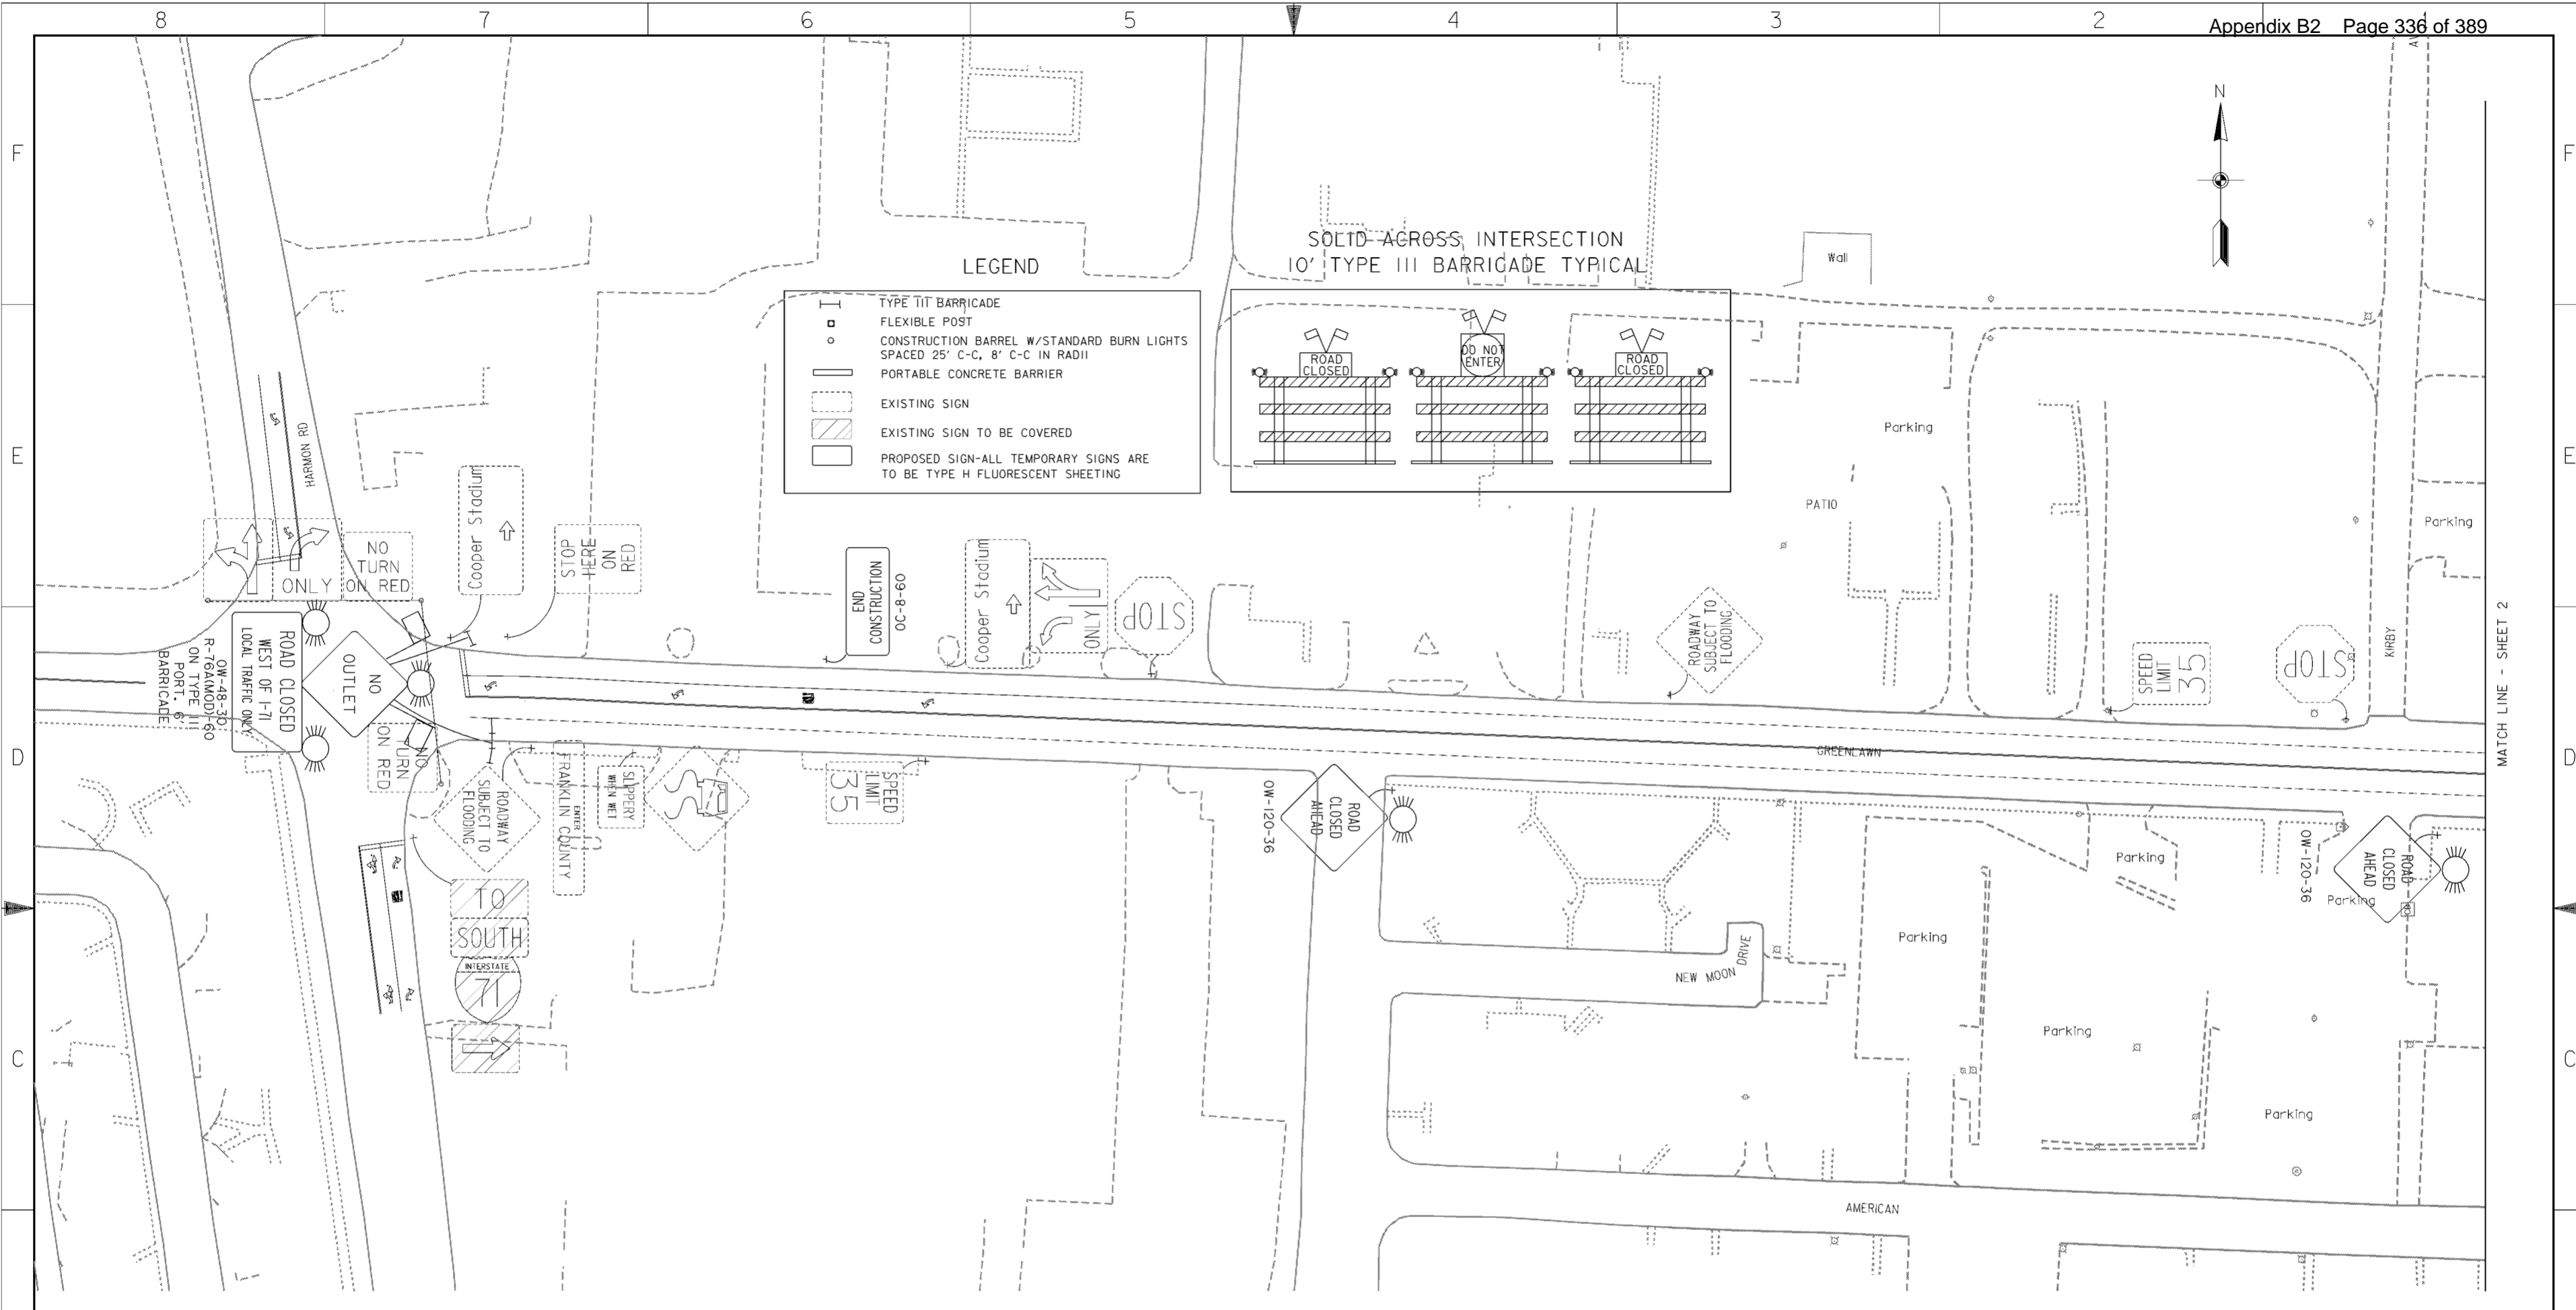 Appendix B2 Page 336 of 389
8 7 6 5 4 3 2 1
F
F
E
E
D
D
C
C
AV
N
SOLID ACROSS INTERSECTION
10' TYPE III BARRICADE TYPICAL
ROAD
CLOSED
DO NOT
ENTER
ROAD
CLOSED
LEGEND
TYPE III BARRICADE
FLEXIBLE POST
CONSTRUCTION BARREL W/STANDARD BURN LIGHTS
SPACED 25' C-C, 8' C-C IN RADII
PORTABLE CONCRETE BARRIER
EXISTING SIGN
EXISTING SIGN TO BE COVERED
PROPOSED SIGN-ALL TEMPORARY SIGNS ARE
TO BE TYPE H FLUORESCENT SHEETING
Wall
Parking
PATIO
Parking
HARMON RD
ONLY
NO
TURN
ON RED
Cooper Stadium
STOP
HERE
ON
RED
END
CONSTRUCTION
OC-8-60
Cooper Stadium
ONLY
STOP
ROADWAY
SUBJECT TO
FLOODING
SPEED
LIMIT
35
STOP
KIRBY
MATCH LINE - SHEET 2
ROAD CLOSED
WEST OF I-71
LOCAL TRAFFIC ONLY
OW-48-30
R-76A(MOD)-60
ON TYPE III
PORT. 6'
BARRICADE
NO
OUTLET
NO
TURN
ON RED
ROADWAY
SUBJECT TO
FLOODING
ENTER
FRANKLIN COUNTY
SLIPPERY
WHEN WET
SPEED
LIMIT
35
GREENLAWN
ROAD
CLOSED
AHEAD
OW-120-36
ROAD
CLOSED
AHEAD
OW-120-36
Parking
Parking
Parking
TO
SOUTH
INTERSTATE
71
NEW MOON DRIVE
Parking
Parking
AMERICAN